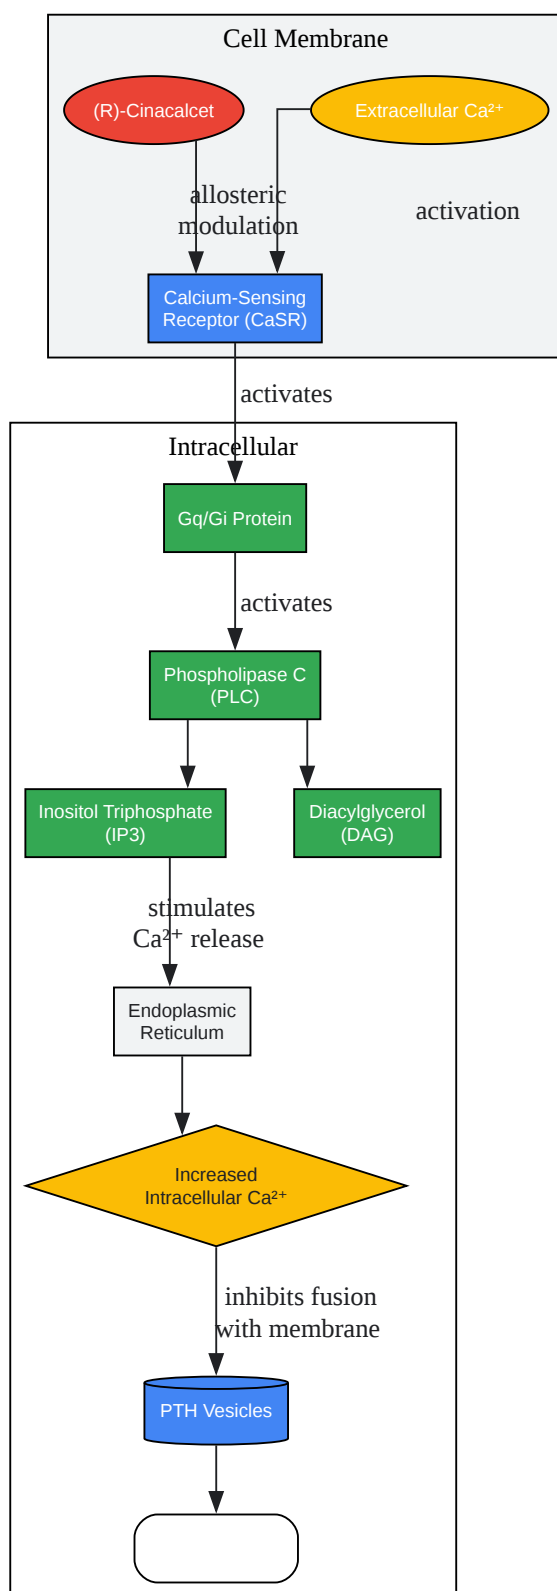 Cell Membrane
(R)-Cinacalcet
Extracellular Ca²⁺
allosteric
modulation
activation
Calcium-Sensing
Receptor (CaSR)
activates
Intracellular
Gq/Gi Protein
activates
Phospholipase C
(PLC)
Inositol Triphosphate
(IP3)
Diacylglycerol
(DAG)
stimulates
Ca²⁺ release
Endoplasmic
Reticulum
Increased
Intracellular Ca²⁺
inhibits fusion
with membrane
PTH Vesicles